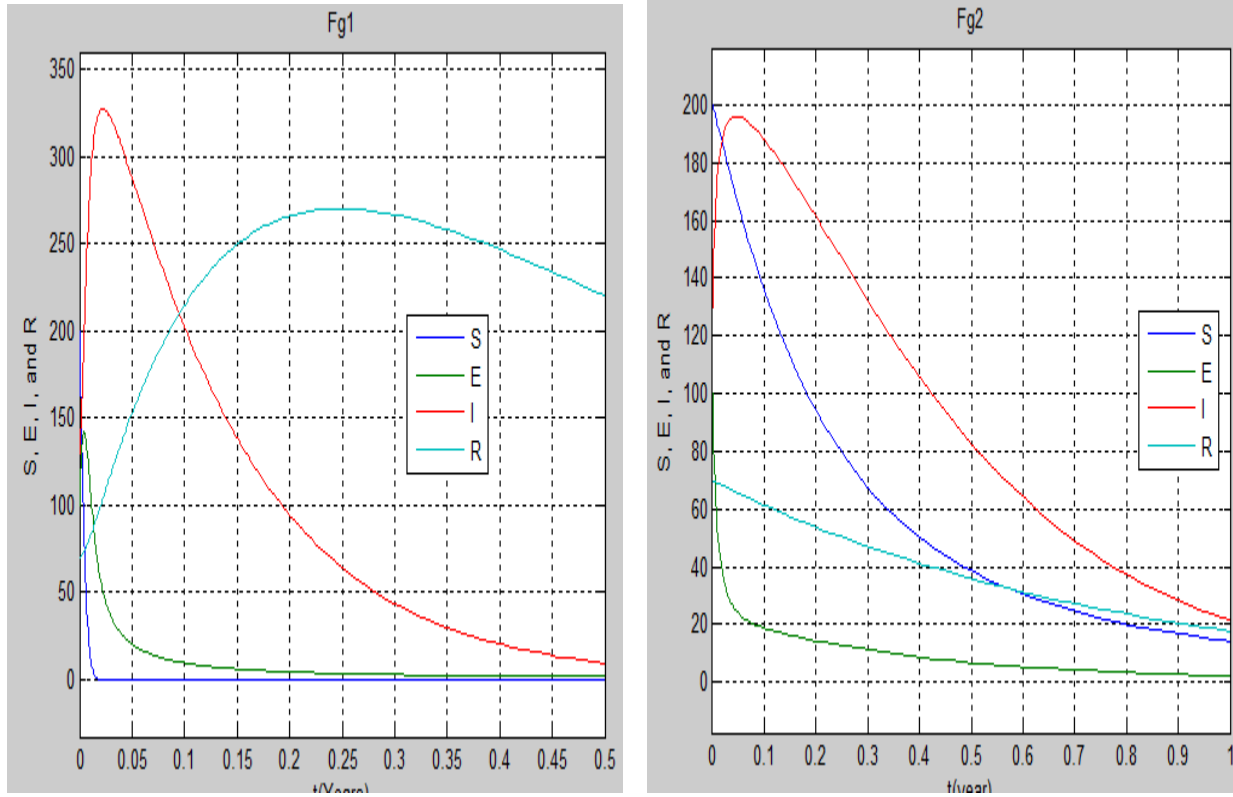 Fg1
350
300
250
200
150
100
50
0
S, E, I, and R
S
E
I
R
0 0.05 0.1 0.15 0.2 0.25 0.3 0.35 0.4 0.45 0.5
t(Years)
Fg2
200
180
160
140
120
100
80
60
40
20
0
S, E, I, and R
S
E
I
R
0 0.1 0.2 0.3 0.4 0.5 0.6 0.7 0.8 0.9 1
t(year)